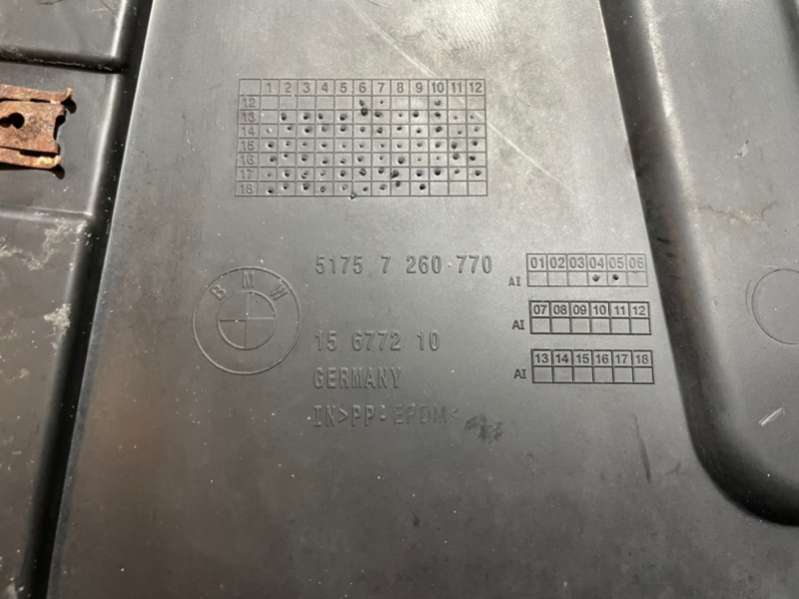 1 2 3 4 5 6 7 8 9 10 11 12
12
13
14
15
16
17
18
5175 7 260 770
BMW
15 6772 10
GERMANY
IN>PP-EPDM<
01 02 03 04 05 06
AI
07 08 09 10 11 12
AI
13 14 15 16 17 18
AI